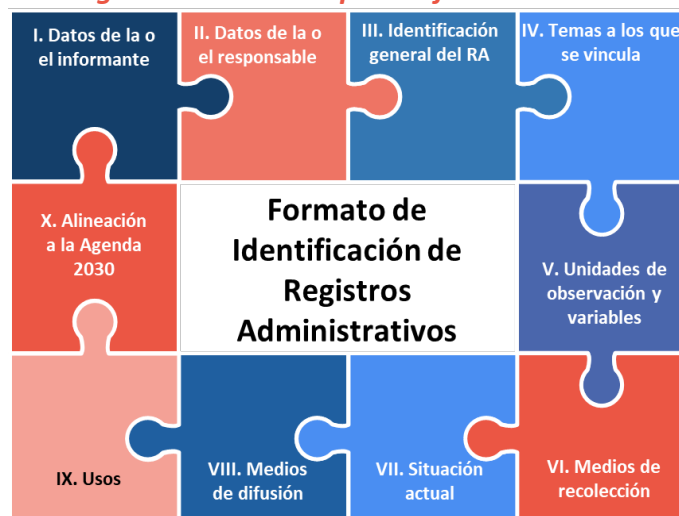 I. Datos de la o
el informante
II. Datos de la o
el responsable
III. Identificación
general del RA
IV. Temas a los que
se vincula
X. Alineación
a la Agenda
2030
Formato de
Identificación de
Registros
Administrativos
V. Unidades de
observación y
variables
IX. Usos
VIII. Medios
de difusión
VII. Situación
actual
VI. Medios de
recolección